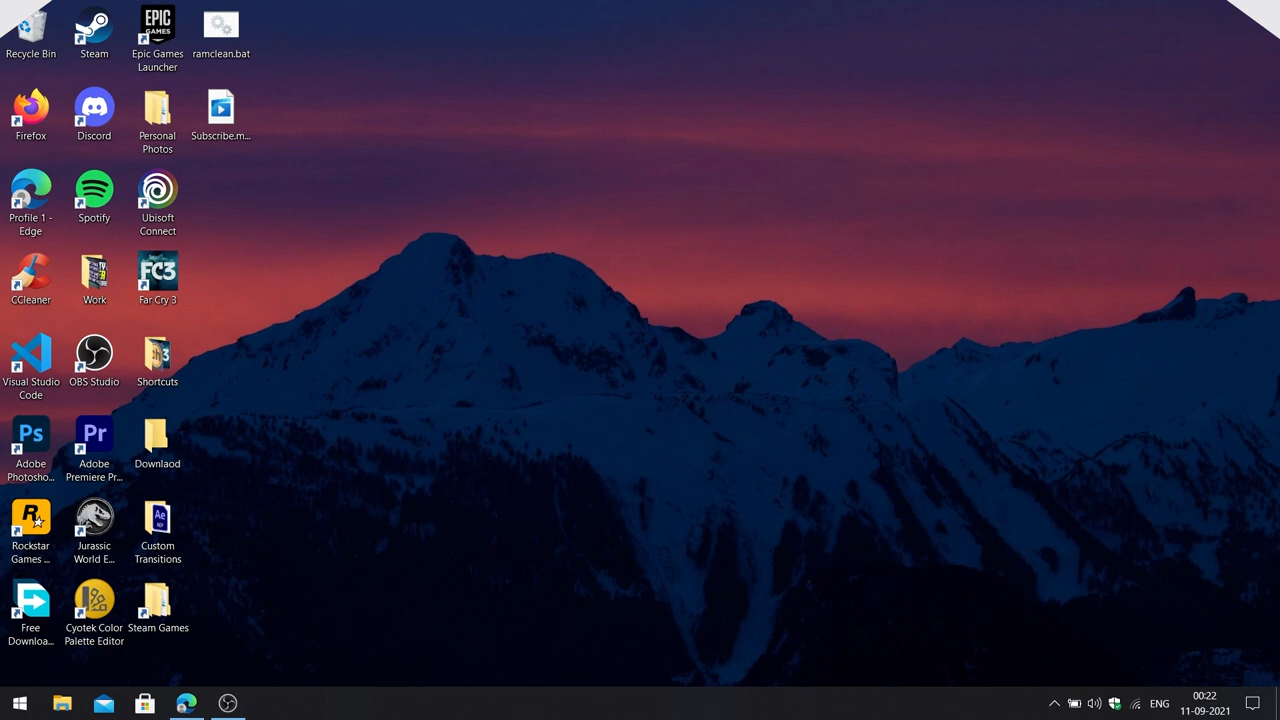 Recycle Bin
Steam
EPIC
GAMES
Epic Games
Launcher
ramclean.bat
Firefox
Discord
Personal
Photos
Subscribe.m...
Profile 1 -
Edge
Spotify
Ubisoft
Connect
CCleaner
Work
FC3
Far Cry 3
Visual Studio
Code
OBS Studio
Shortcuts
Ps
Adobe
Photosho...
Pr
Adobe
Premiere Pr...
Downlaod
R
Rockstar
Games ...
Jurassic
World E...
Ae
Custom
Transitions
Free
Downloa...
Cyotek Color
Palette Editor
Steam Games
ENG
00:22
11-09-2021